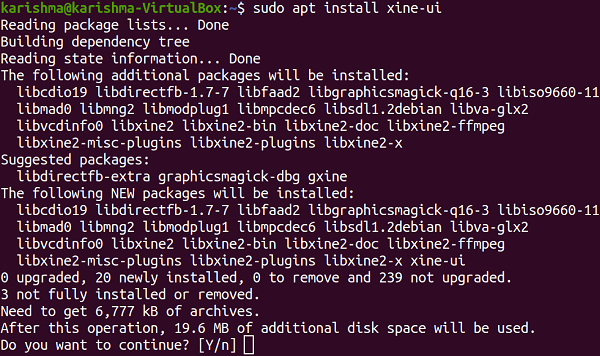 karishma@karishma-VirtualBox:~$ sudo apt install xine-ui
Reading package lists... Done
Building dependency tree
Reading state information... Done
The following additional packages will be installed:
  libcdio19 libdirectfb-1.7-7 libfaad2 libgraphicsmagick-q16-3 libiso9660-11
  libmad0 libmng2 libmodplug1 libmpcdec6 libsdl1.2debian libva-glx2
  libvcdinfo0 libxine2 libxine2-bin libxine2-doc libxine2-ffmpeg
  libxine2-misc-plugins libxine2-plugins libxine2-x
Suggested packages:
  libdirectfb-extra graphicsmagick-dbg gxine
The following NEW packages will be installed:
  libcdio19 libdirectfb-1.7-7 libfaad2 libgraphicsmagick-q16-3 libiso9660-11
  libmad0 libmng2 libmodplug1 libmpcdec6 libsdl1.2debian libva-glx2
  libvcdinfo0 libxine2 libxine2-bin libxine2-doc libxine2-ffmpeg
  libxine2-misc-plugins libxine2-plugins libxine2-x xine-ui
0 upgraded, 20 newly installed, 0 to remove and 239 not upgraded.
3 not fully installed or removed.
Need to get 6,777 kB of archives.
After this operation, 19.6 MB of additional disk space will be used.
Do you want to continue? [Y/n]